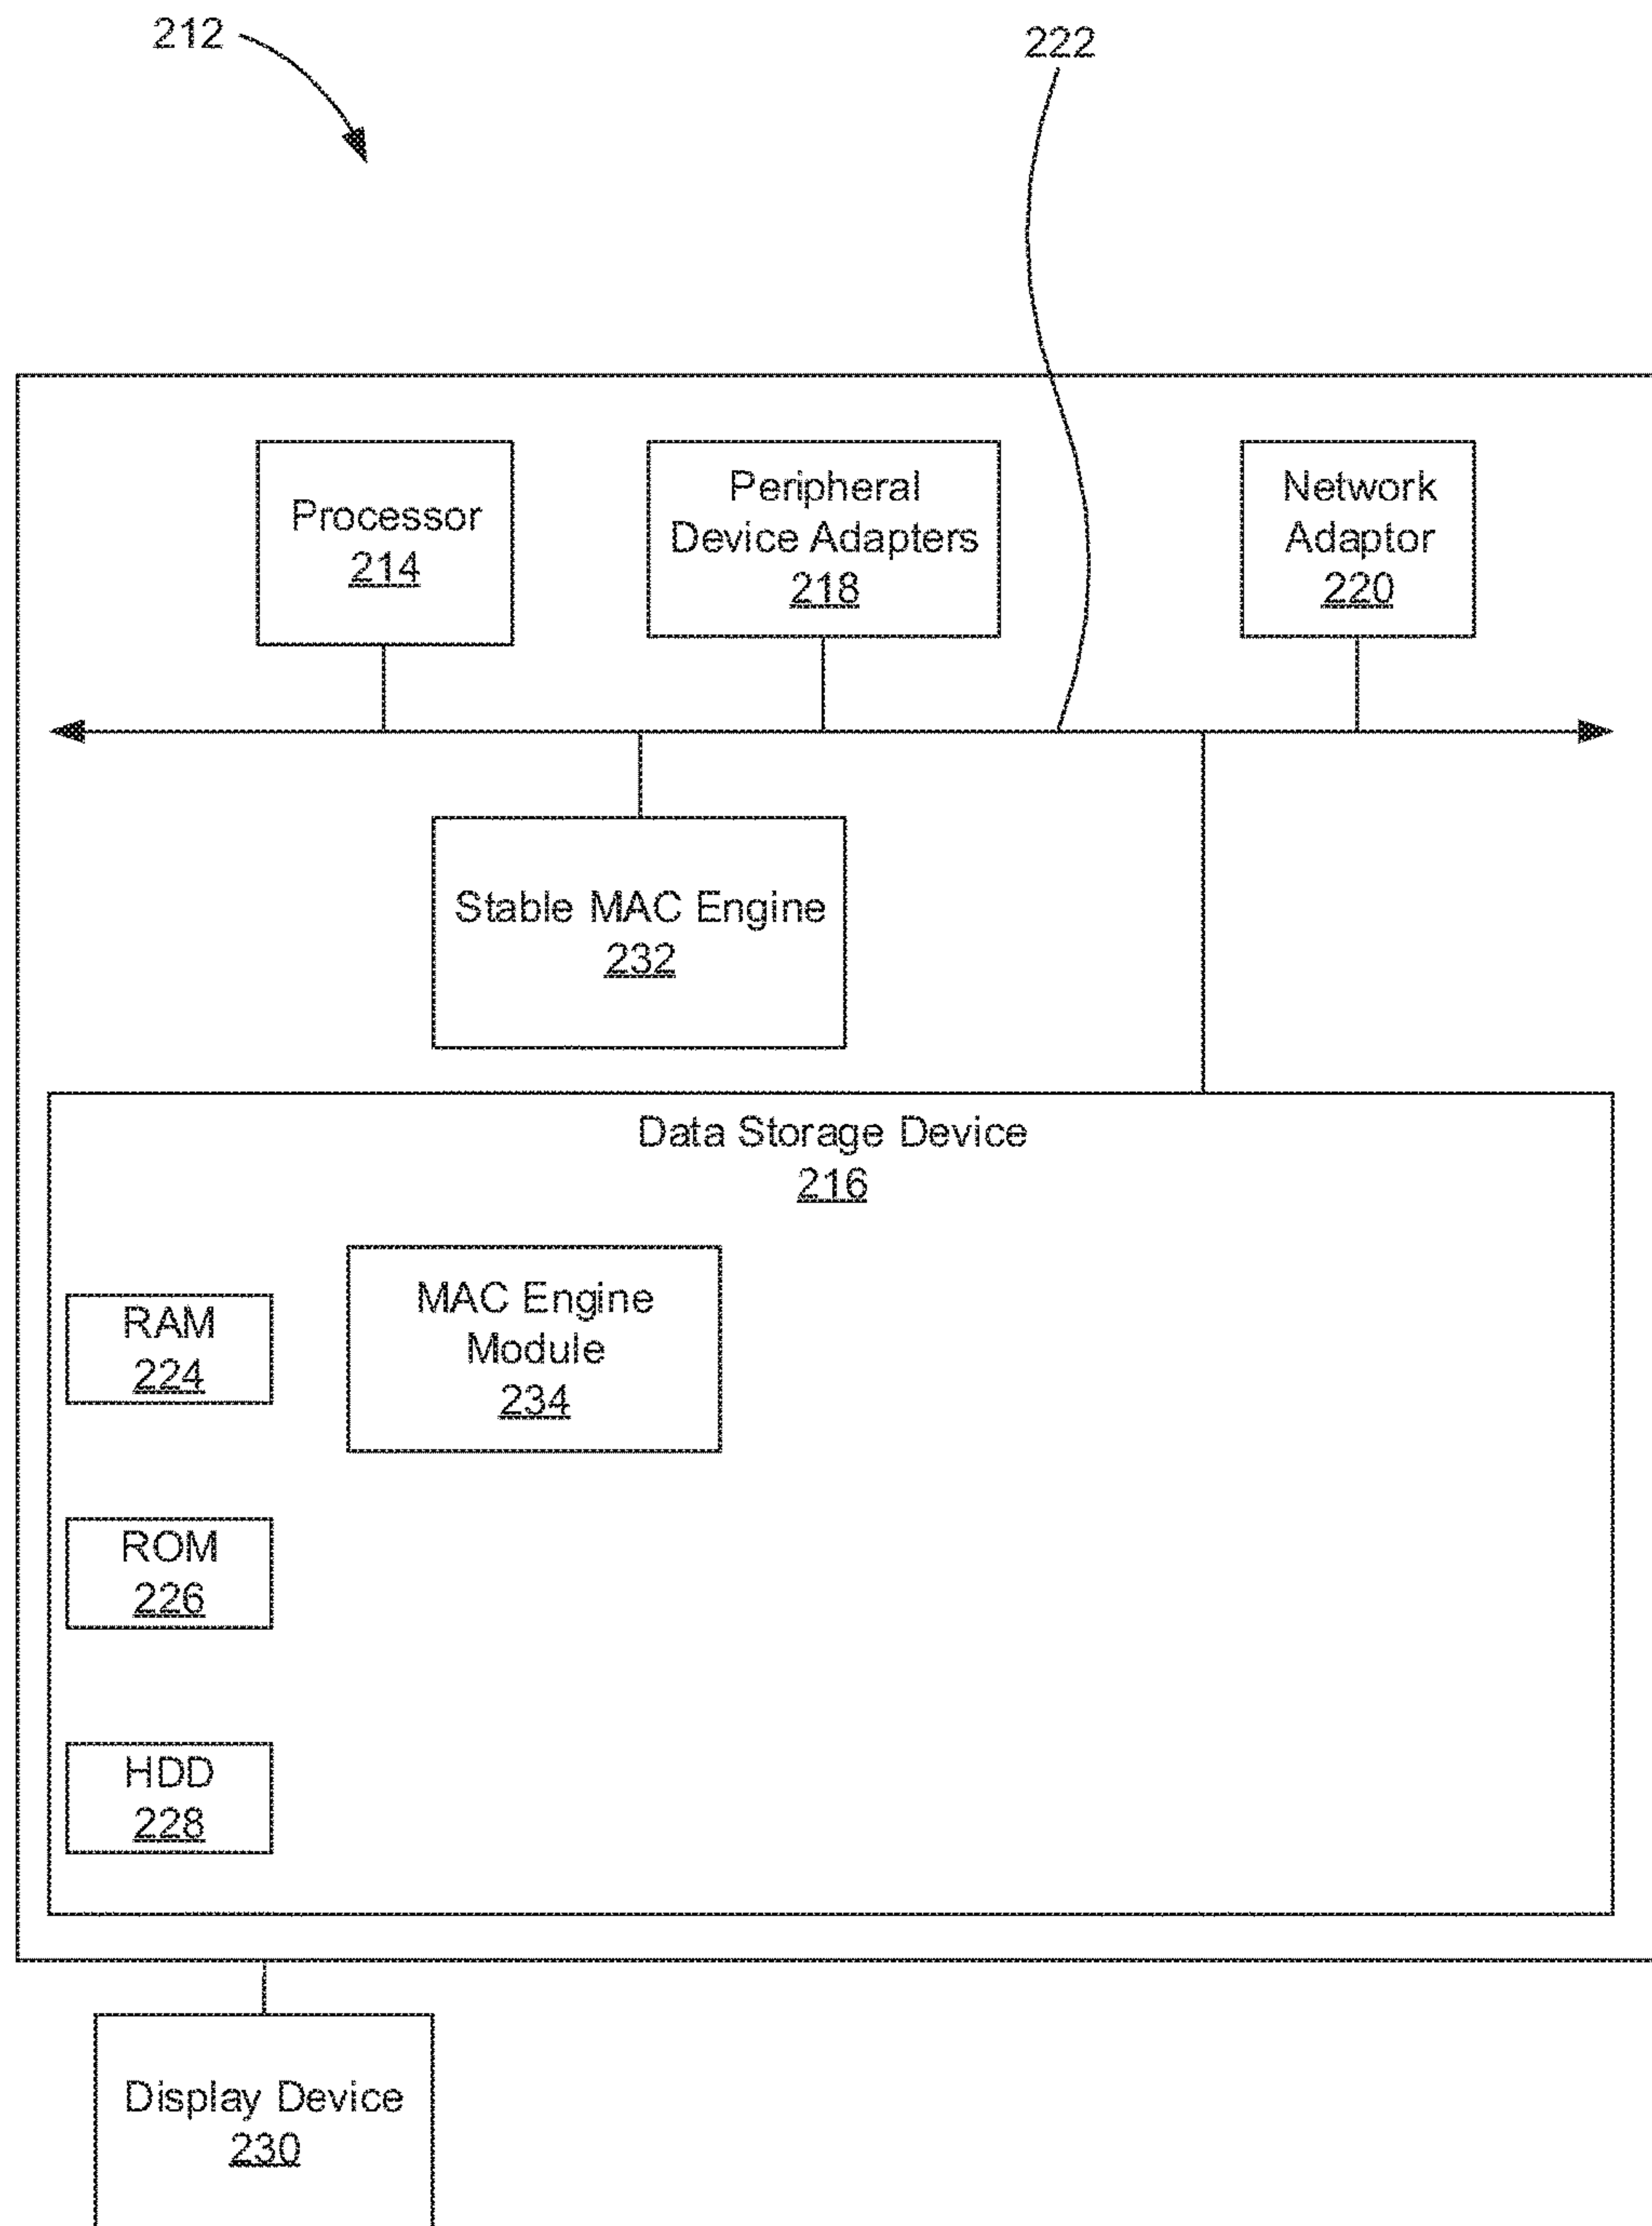 212
222
Processor
214
Peripheral
Device Adapters
218
Network
Adaptor
220
Stable MAC Engine
232
Data Storage Device
216
MAC Engine
Module
234
RAM
224
ROM
226
HDD
228
Display Device
230